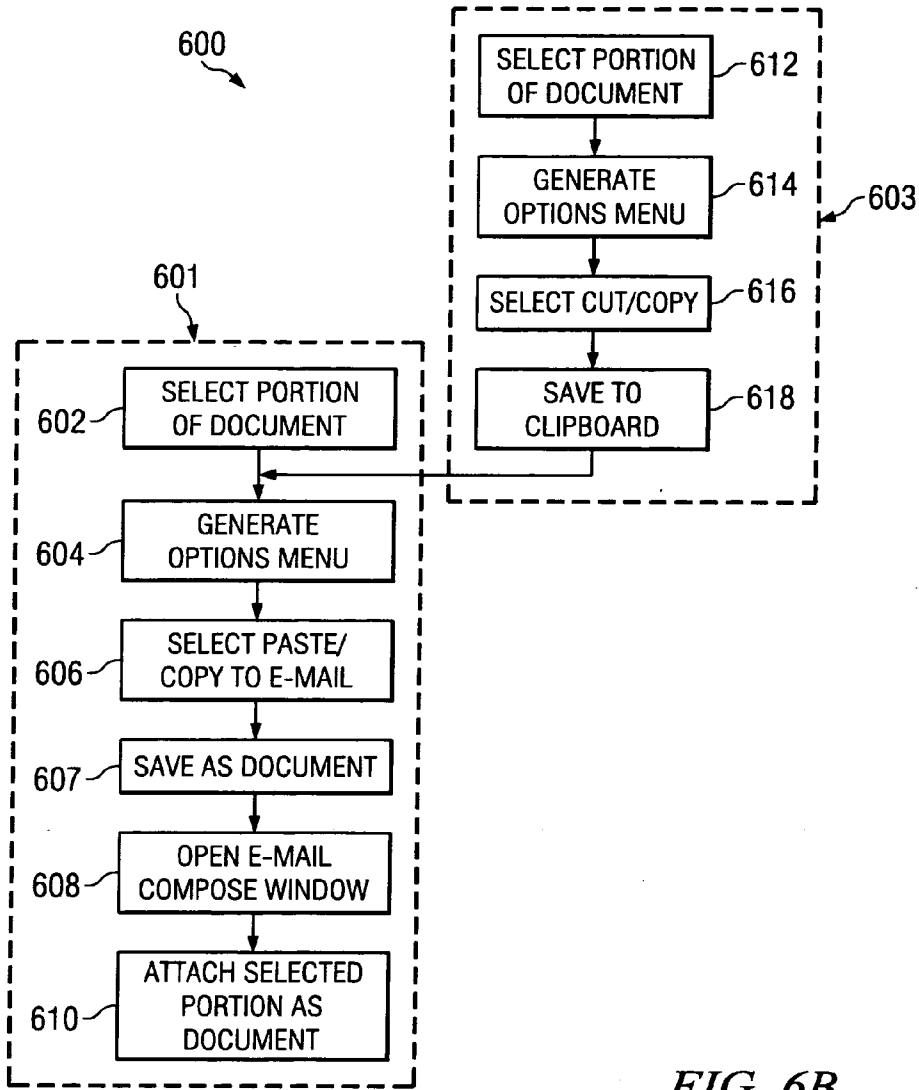 600
SELECT PORTION
OF DOCUMENT
612
GENERATE
OPTIONS MENU
614
603
SELECT CUT/COPY
616
SAVE TO
CLIPBOARD
618
601
SELECT PORTION
OF DOCUMENT
602
GENERATE
OPTIONS MENU
604
SELECT PASTE/
COPY TO E-MAIL
606
SAVE AS DOCUMENT
607
OPEN E-MAIL
COMPOSE WINDOW
608
ATTACH SELECTED
PORTION AS
DOCUMENT
610
FIG. 6B